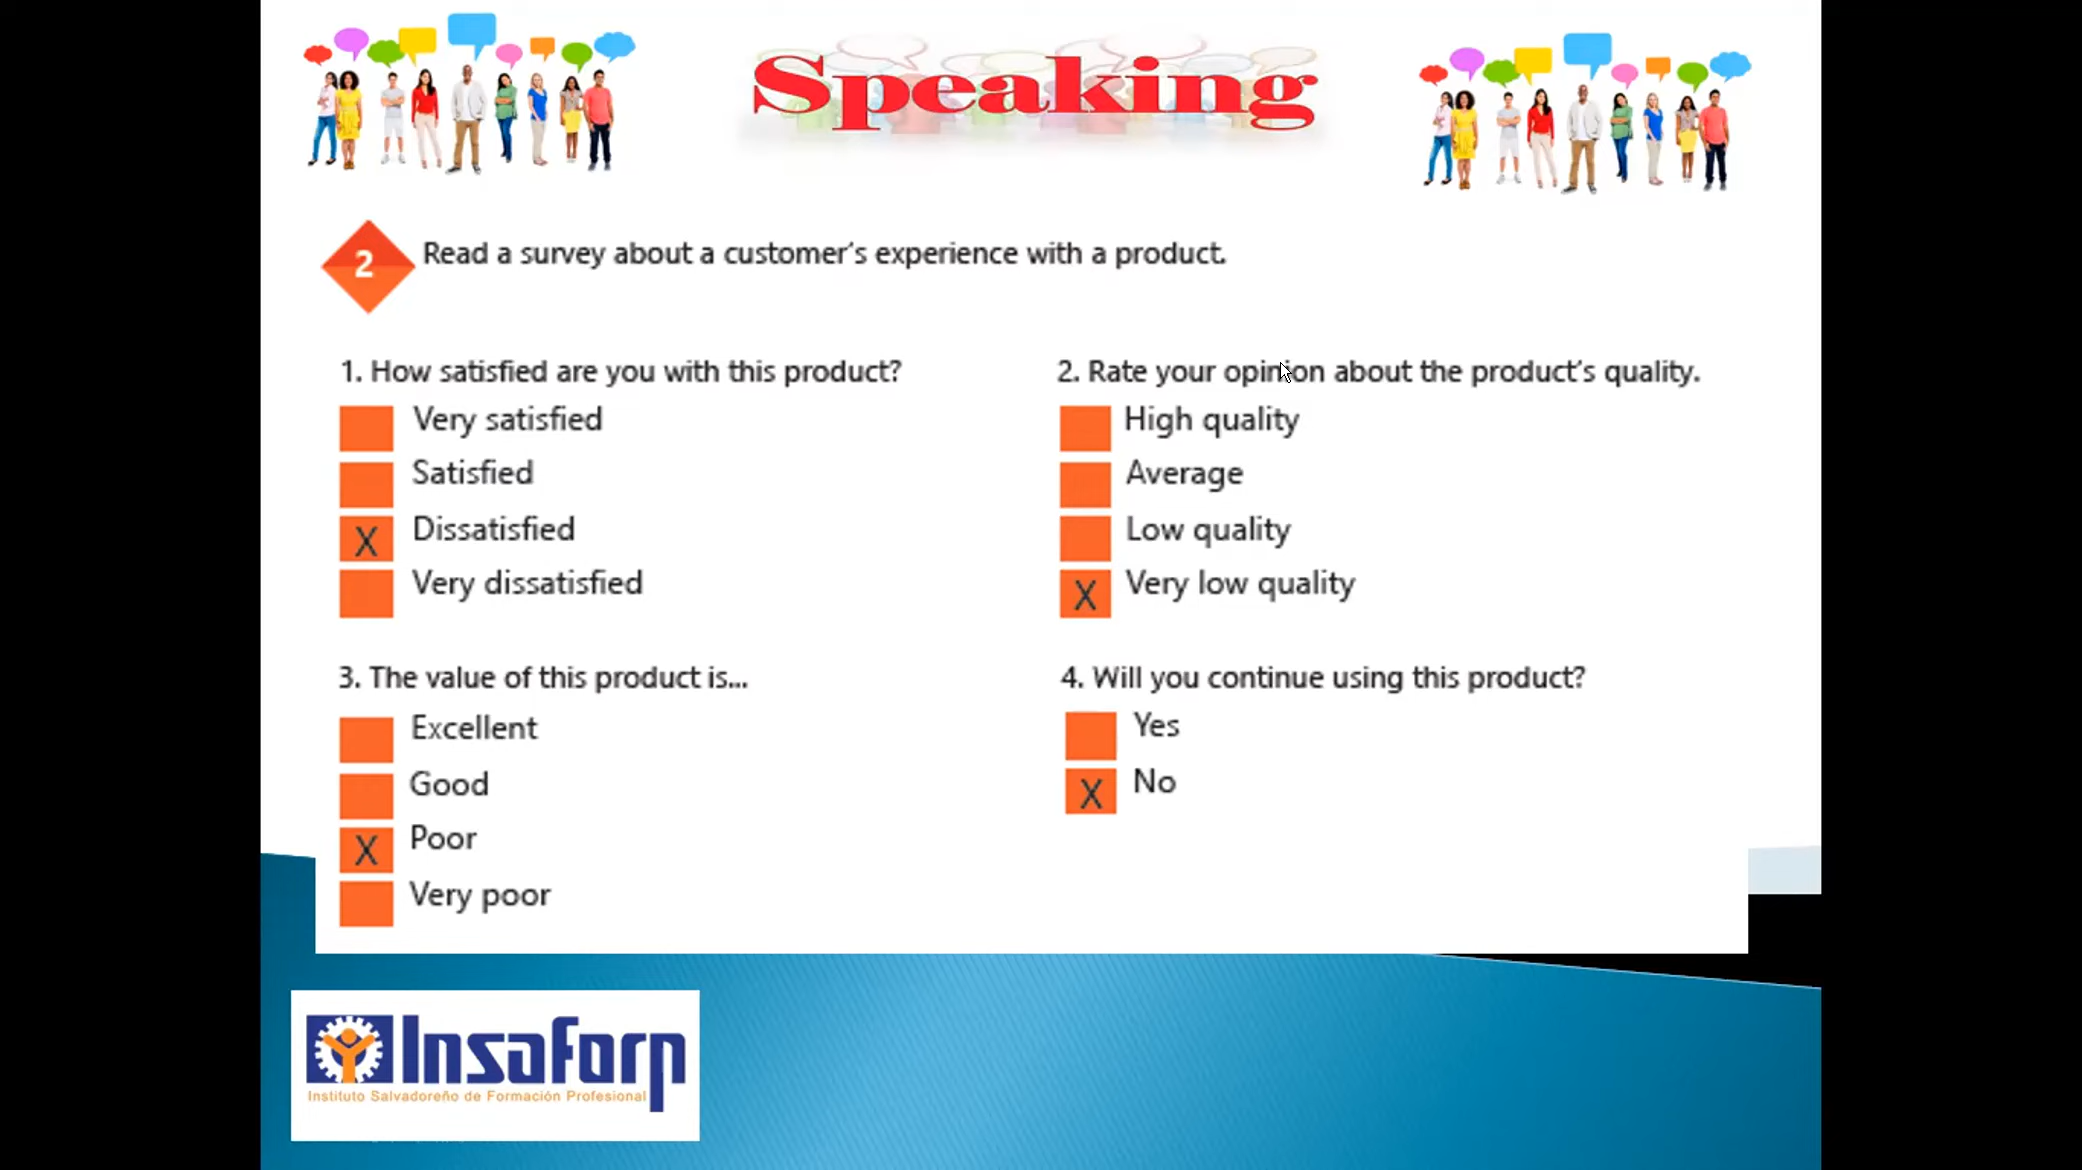 Speaking
2
Read a survey about a customer's experience with a product.
1. How satisfied are you with this product?
Very satisfied
Satisfied
X Dissatisfied
Very dissatisfied
2. Rate your opinion about the product's quality.
High quality
Average
Low quality
X Very low quality
3. The value of this product is...
Excellent
Good
X Poor
Very poor
4. Will you continue using this product?
Yes
X No
Insaforp
Instituto Salvadoreño de Formación Profesional